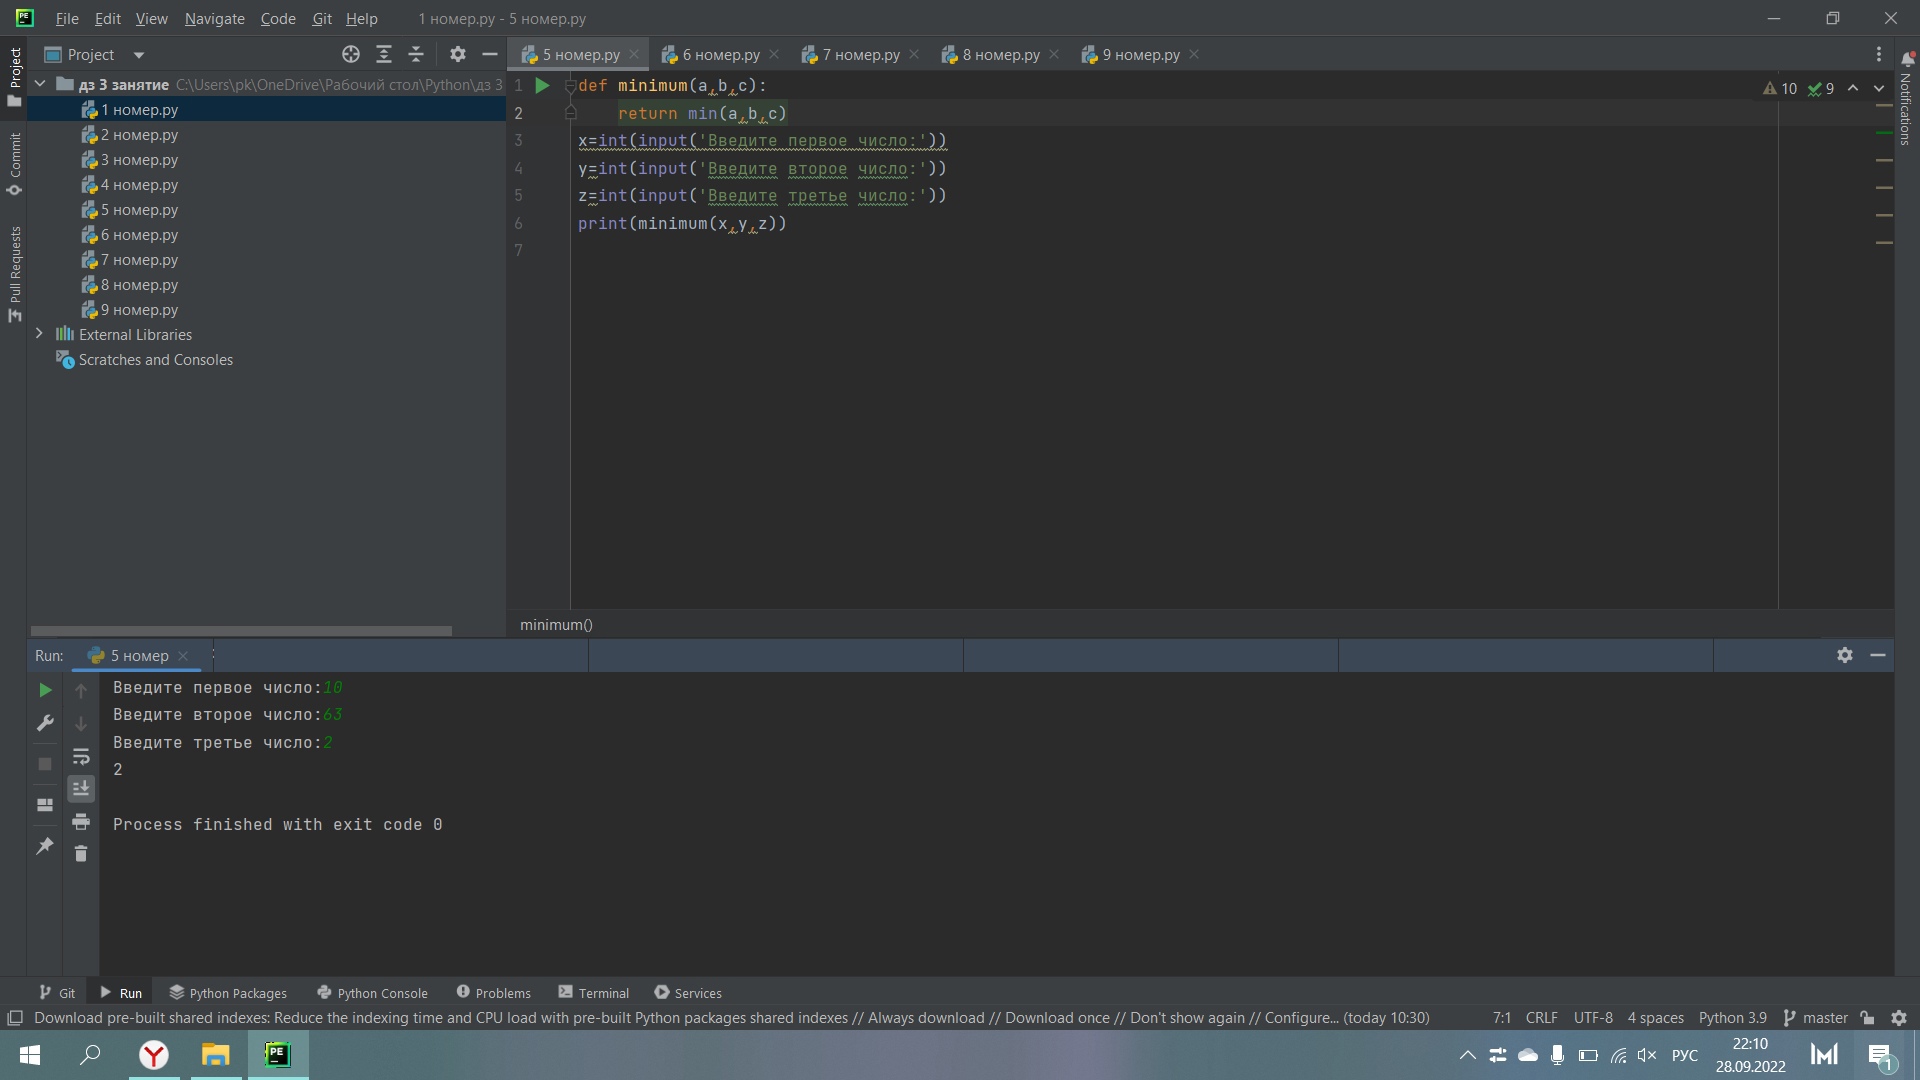 File Edit View Navigate Code Git Help 1 номер.py - 5 номер.py
Project
5 номер.py 6 номер.py 7 номер.py 8 номер.py 9 номер.py
Project
Commit
Pull Requests
Notifications
дз 3 занятие C:\Users\pk\OneDrive\Рабочий стол\Python\дз 3
1 номер.py
2 номер.py
3 номер.py
4 номер.py
5 номер.py
6 номер.py
7 номер.py
8 номер.py
9 номер.py
External Libraries
Scratches and Consoles
10 9
1 def minimum(a,b,c):
2 return min(a,b,c)
3 x=int(input('Введите первое число:'))
4 y=int(input('Введите второе число:'))
5 z=int(input('Введите третье число:'))
6 print(minimum(x,y,z))
7
minimum()
Run: 5 номер
Введите первое число:10
Введите второе число:63
Введите третье число:2
2
Process finished with exit code 0
Git Run Python Packages Python Console Problems Terminal Services
Download pre-built shared indexes: Reduce the indexing time and CPU load with pre-built Python packages shared indexes // Always download // Download once // Don't show again // Configure... (today 10:30) 7:1 CRLF UTF-8 4 spaces Python 3.9 master
PE
РУС
22:10
28.09.2022
1